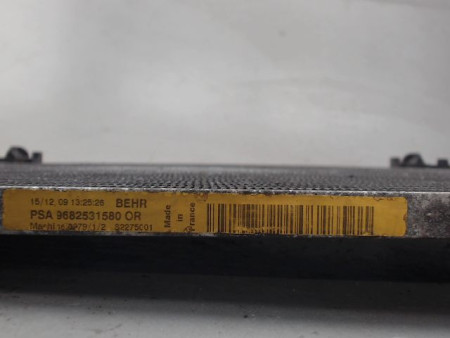 15/12 09 13:25:26 BEHR
PSA 9682531580 OR
Made
in
France